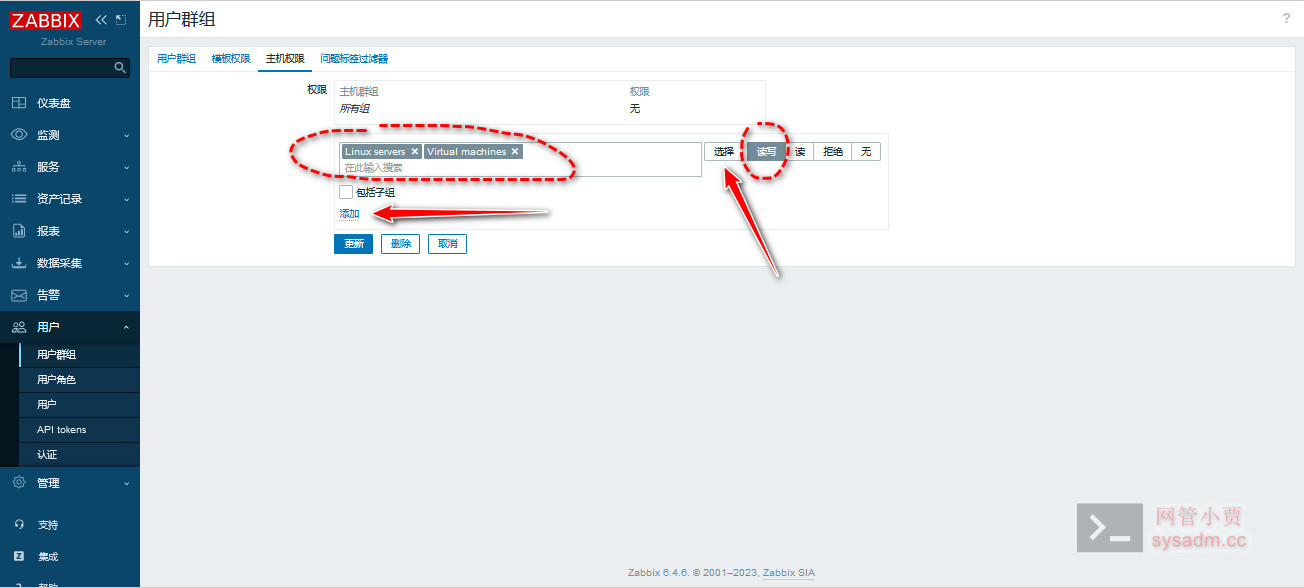 ZABBIX
Zabbix Server
仪表盘
监测
服务
资产记录
报表
数据采集
告警
用户
用户群组
用户角色
用户
API tokens
认证
管理
支持
Z 集成
帮助
用户群组
?
用户群组 模板权限 主机权限 问题标签过滤器
权限 主机群组 权限
所有组 无
Linux servers × Virtual machines × 选择 读写 读 拒绝 无
在此输入搜索
包括子组
添加
更新 删除 取消
网管小贾
sysadm.cc
Zabbix 6.4.6. © 2001–2023, Zabbix SIA